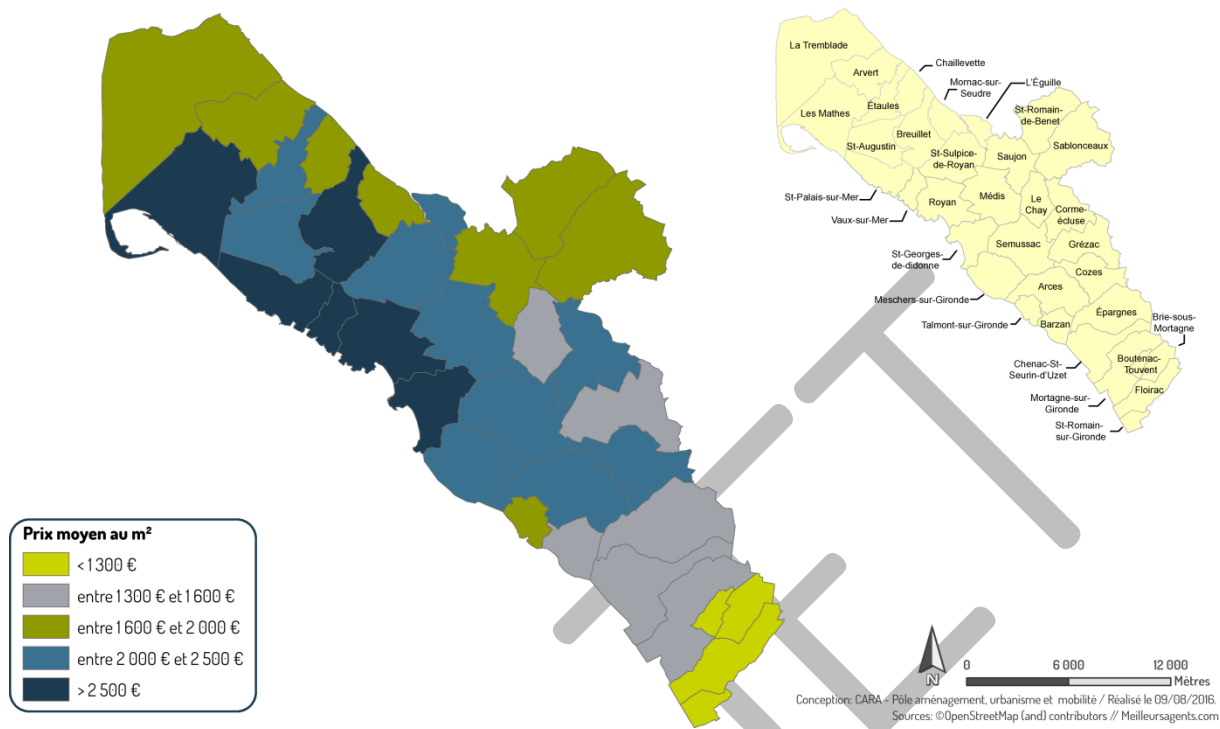 La Tremblade
Chaillevette
Arvert
Mornac-sur-
Seudre
L'Éguille
Étaules
Les Mathes
St-Romain-
de-Benet
Breuillet
St-Augustin
Sablonceaux
St-Sulpice-
de-Royan
Saujon
St-Palais-sur-Mer
Royan
Médis
Le
Chay
Vaux-sur-Mer
Corme-
écluse
Semussac
Grézac
St-Georges-
de-didonne
Cozes
Arces
Meschers-sur-Gironde
Épargnes
Brie-sous-
Mortagne
Talmont-sur-Gironde
Barzan
Chenac-St-
Seurin-d'Uzet
Boutenac-
Touvent
Floirac
Mortagne-sur-
Gironde
St-Romain-
sur-Gironde
Prix moyen au m²
< 1 300 €
entre 1 300 € et 1 600 €
entre 1 600 € et 2 000 €
entre 2 000 € et 2 500 €
> 2 500 €
N
0 6 000 12 000
Mètres
Conception: CARA - Pôle aménagement, urbanisme et mobilité / Réalisé le 09/08/2016.
Sources: ©OpenStreetMap (and) contributors // Meilleursagents.com